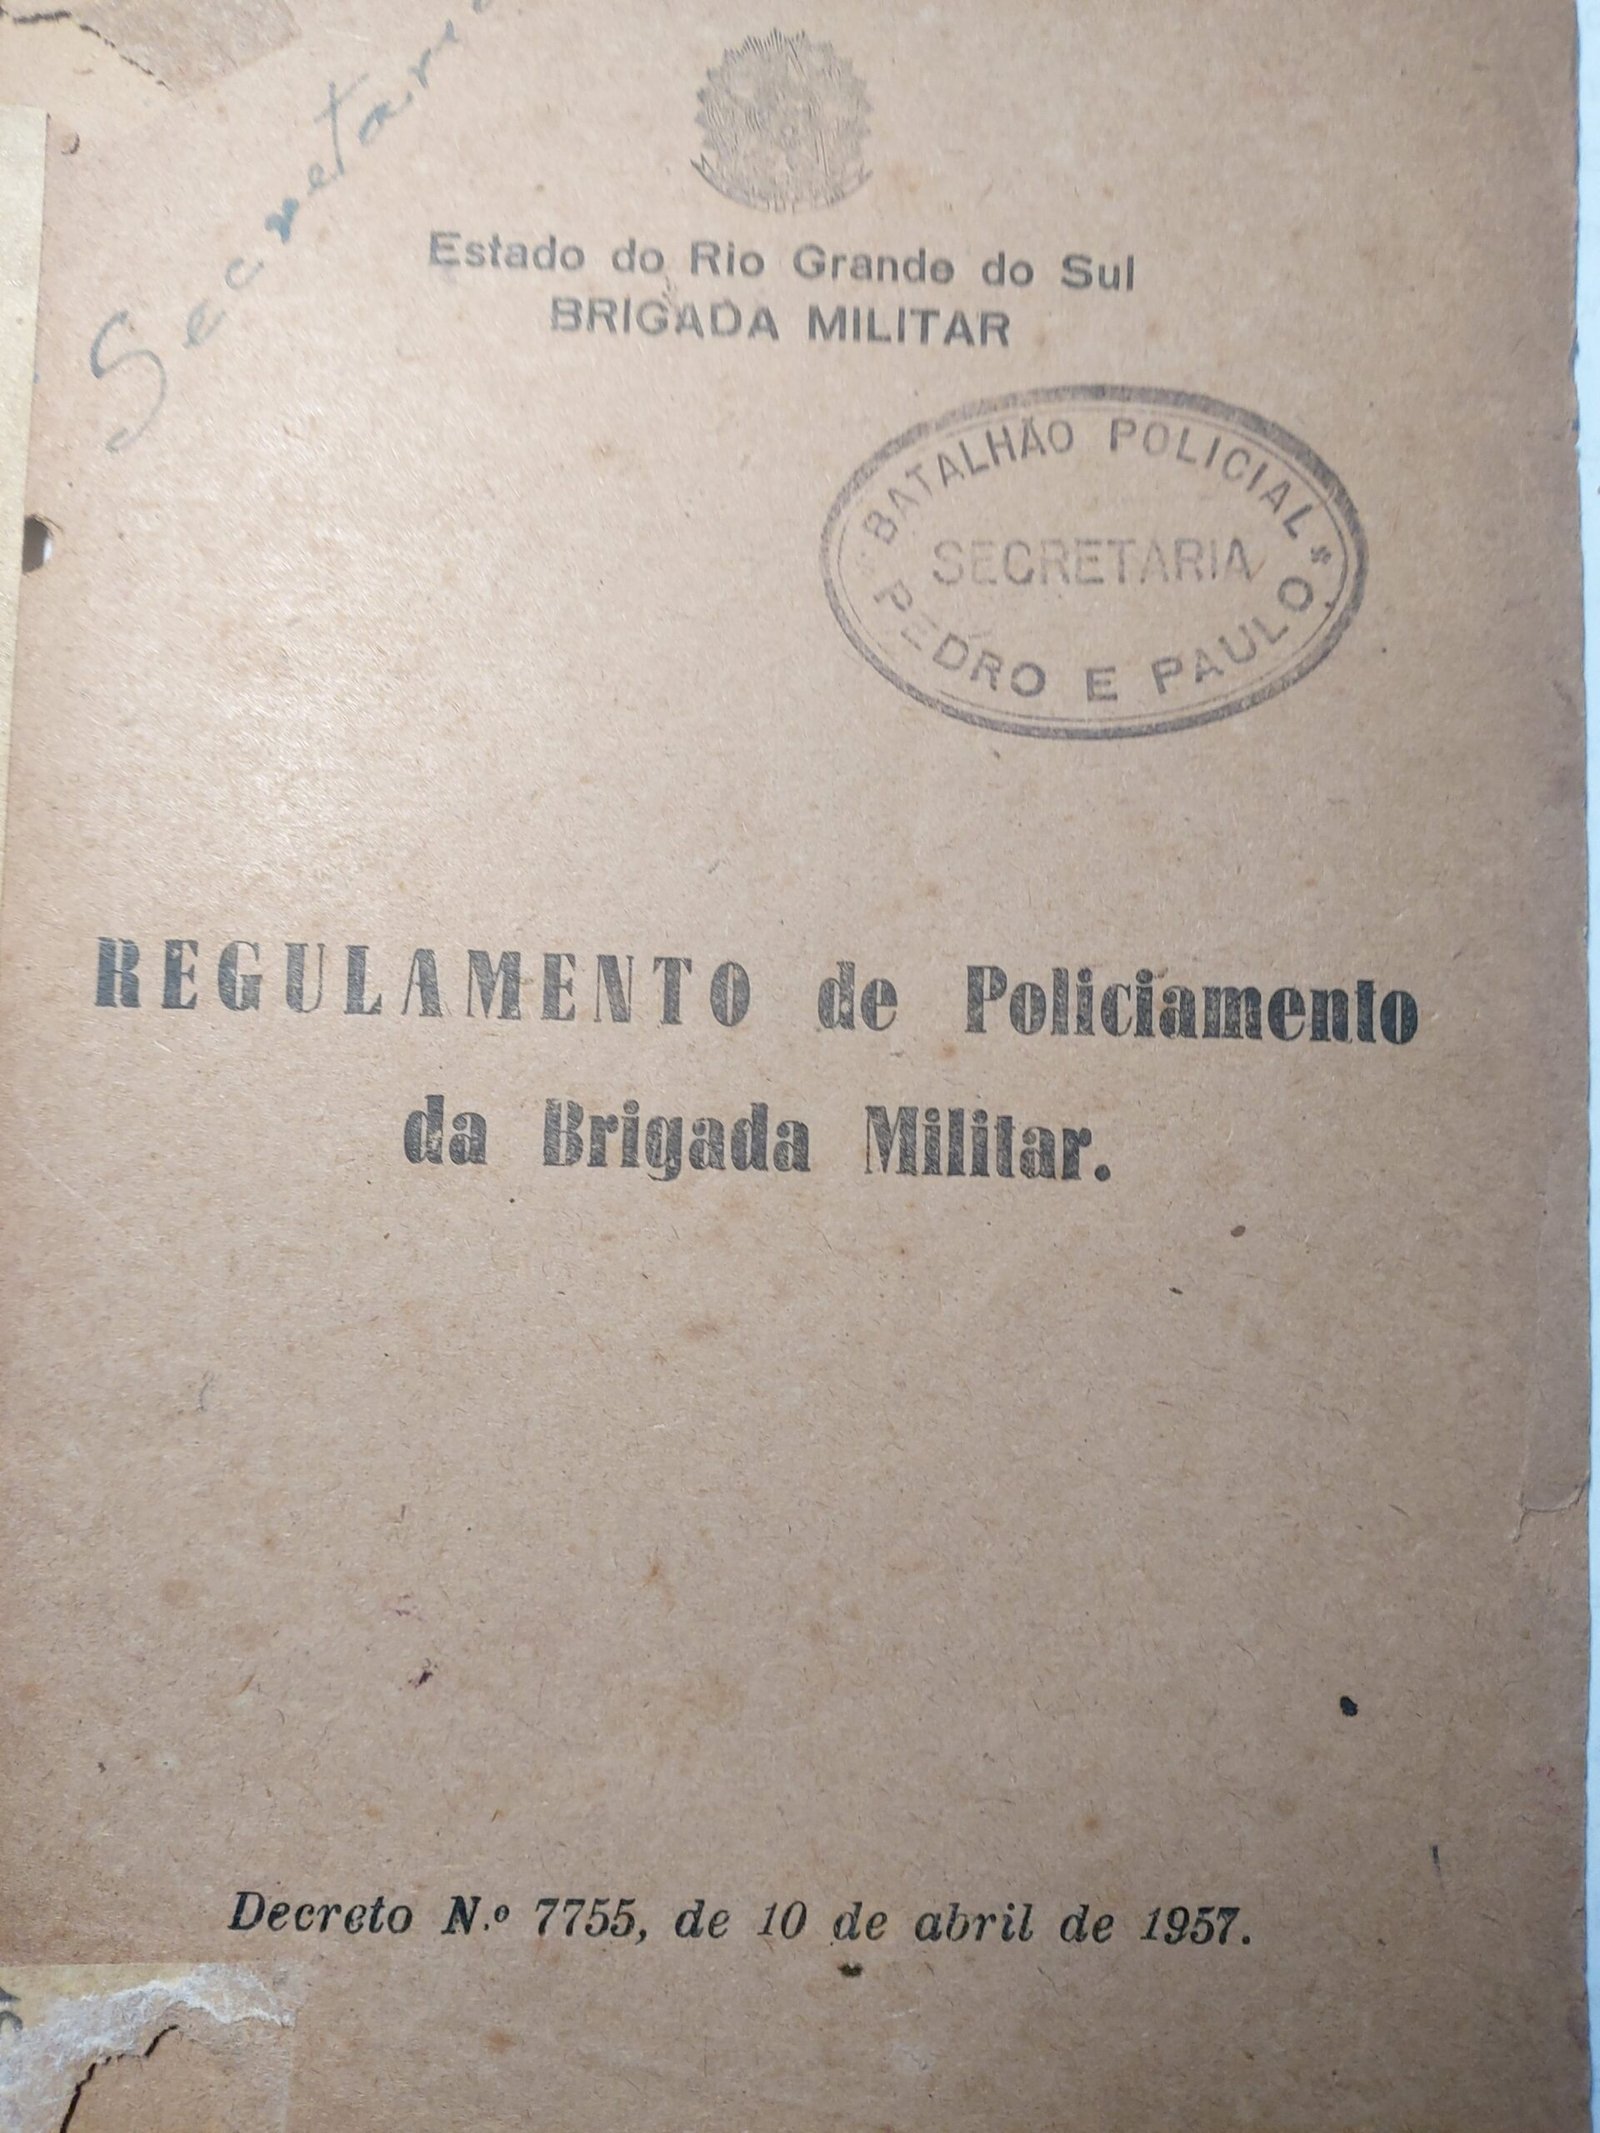 Estado do Rio Grande do Sul
BRIGADA MILITAR
"BATALHÃO POLICIAL"
SECRETARIA
PEDRO E PAULO
REGULAMENTO de Policiamento
da Brigada Militar.
Decreto N.º 7755, de 10 de abril de 1957.